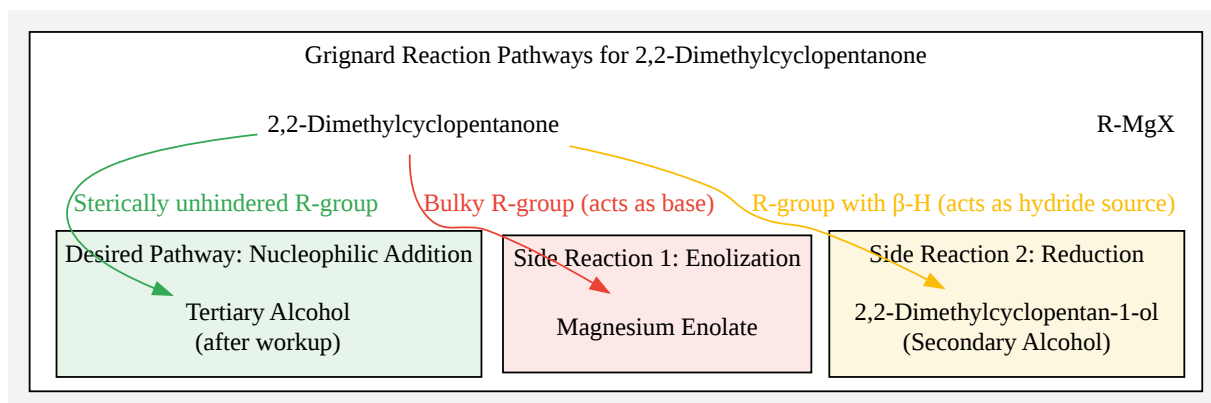 Grignard Reaction Pathways for 2,2-Dimethylcyclopentanone
2,2-Dimethylcyclopentanone
R-MgX
Sterically unhindered R-group
Bulky R-group (acts as base)
R-group with β-H (acts as hydride source)
Desired Pathway: Nucleophilic Addition
Tertiary Alcohol
(after workup)
Side Reaction 1: Enolization
Magnesium Enolate
Side Reaction 2: Reduction
2,2-Dimethylcyclopentan-1-ol
(Secondary Alcohol)